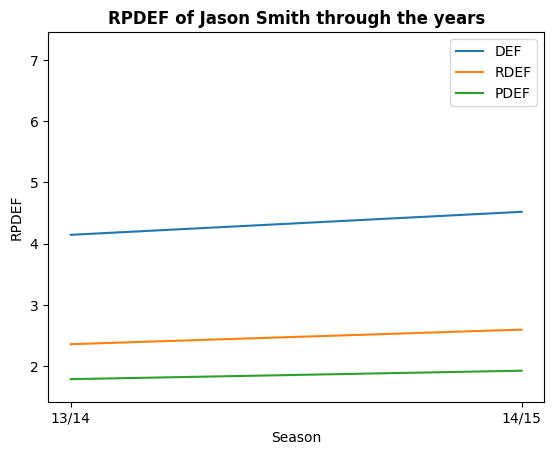 RPDEF of Jason Smith through the years
DEF
RDEF
PDEF
7
6
5
4
3
2
RPDEF
13/14
14/15
Season